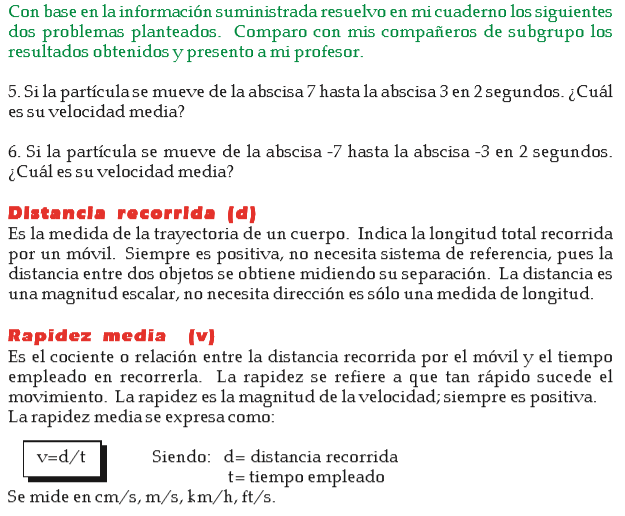 Con base en la información suministrada resuelvo en mi cuaderno los siguientes
dos problemas planteados. Comparo con mis compañeros de subgrupo los
resultados obtenidos y presento a mi profesor.
5. Si la partícula se mueve de la abscisa 7 hasta la abscisa 3 en 2 segundos. ¿Cuál
es su velocidad media?
6. Si la partícula se mueve de la abscisa -7 hasta la abscisa -3 en 2 segundos.
¿Cuál es su velocidad media?
Distancia recorrida (d)
Es la medida de la trayectoria de un cuerpo. Indica la longitud total recorrida
por un móvil. Siempre es positiva, no necesita sistema de referencia, pues la
distancia entre dos objetos se obtiene midiendo su separación. La distancia es
una magnitud escalar, no necesita dirección es sólo una medida de longitud.
Rapidez media (v)
Es el cociente o relación entre la distancia recorrida por el móvil y el tiempo
empleado en recorrerla. La rapidez se refiere a que tan rápido sucede el
movimiento. La rapidez es la magnitud de la velocidad; siempre es positiva.
La rapidez media se expresa como:
v=d/t Siendo: d= distancia recorrida
t= tiempo empleado
Se mide en cm/s, m/s, km/h, ft/s.